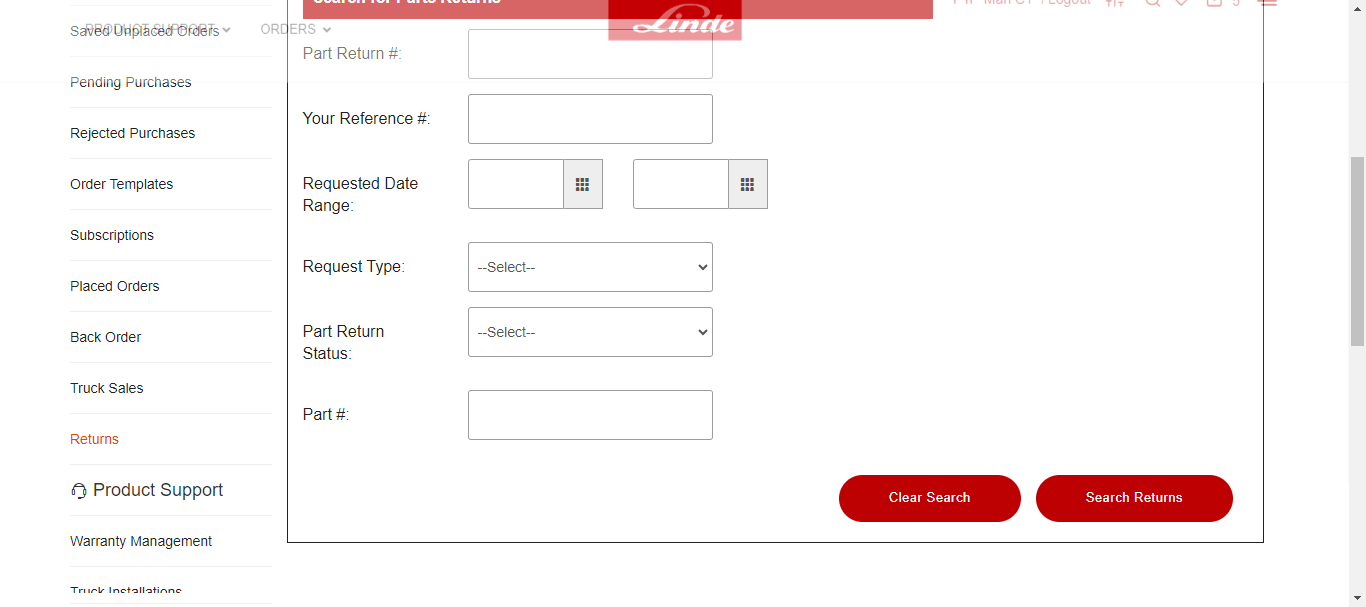 Search for Parts Returns
Linde
/ Logout
5
PRODUCT SUPPORT
ORDERS
Saved Unplaced Orders
Pending Purchases
Rejected Purchases
Order Templates
Subscriptions
Placed Orders
Back Order
Truck Sales
Returns
Product Support
Warranty Management
Truck Installations
Part Return #:
Your Reference #:
Requested Date
Range:
Request Type:
--Select--
Part Return
Status:
--Select--
Part #:
Clear Search
Search Returns